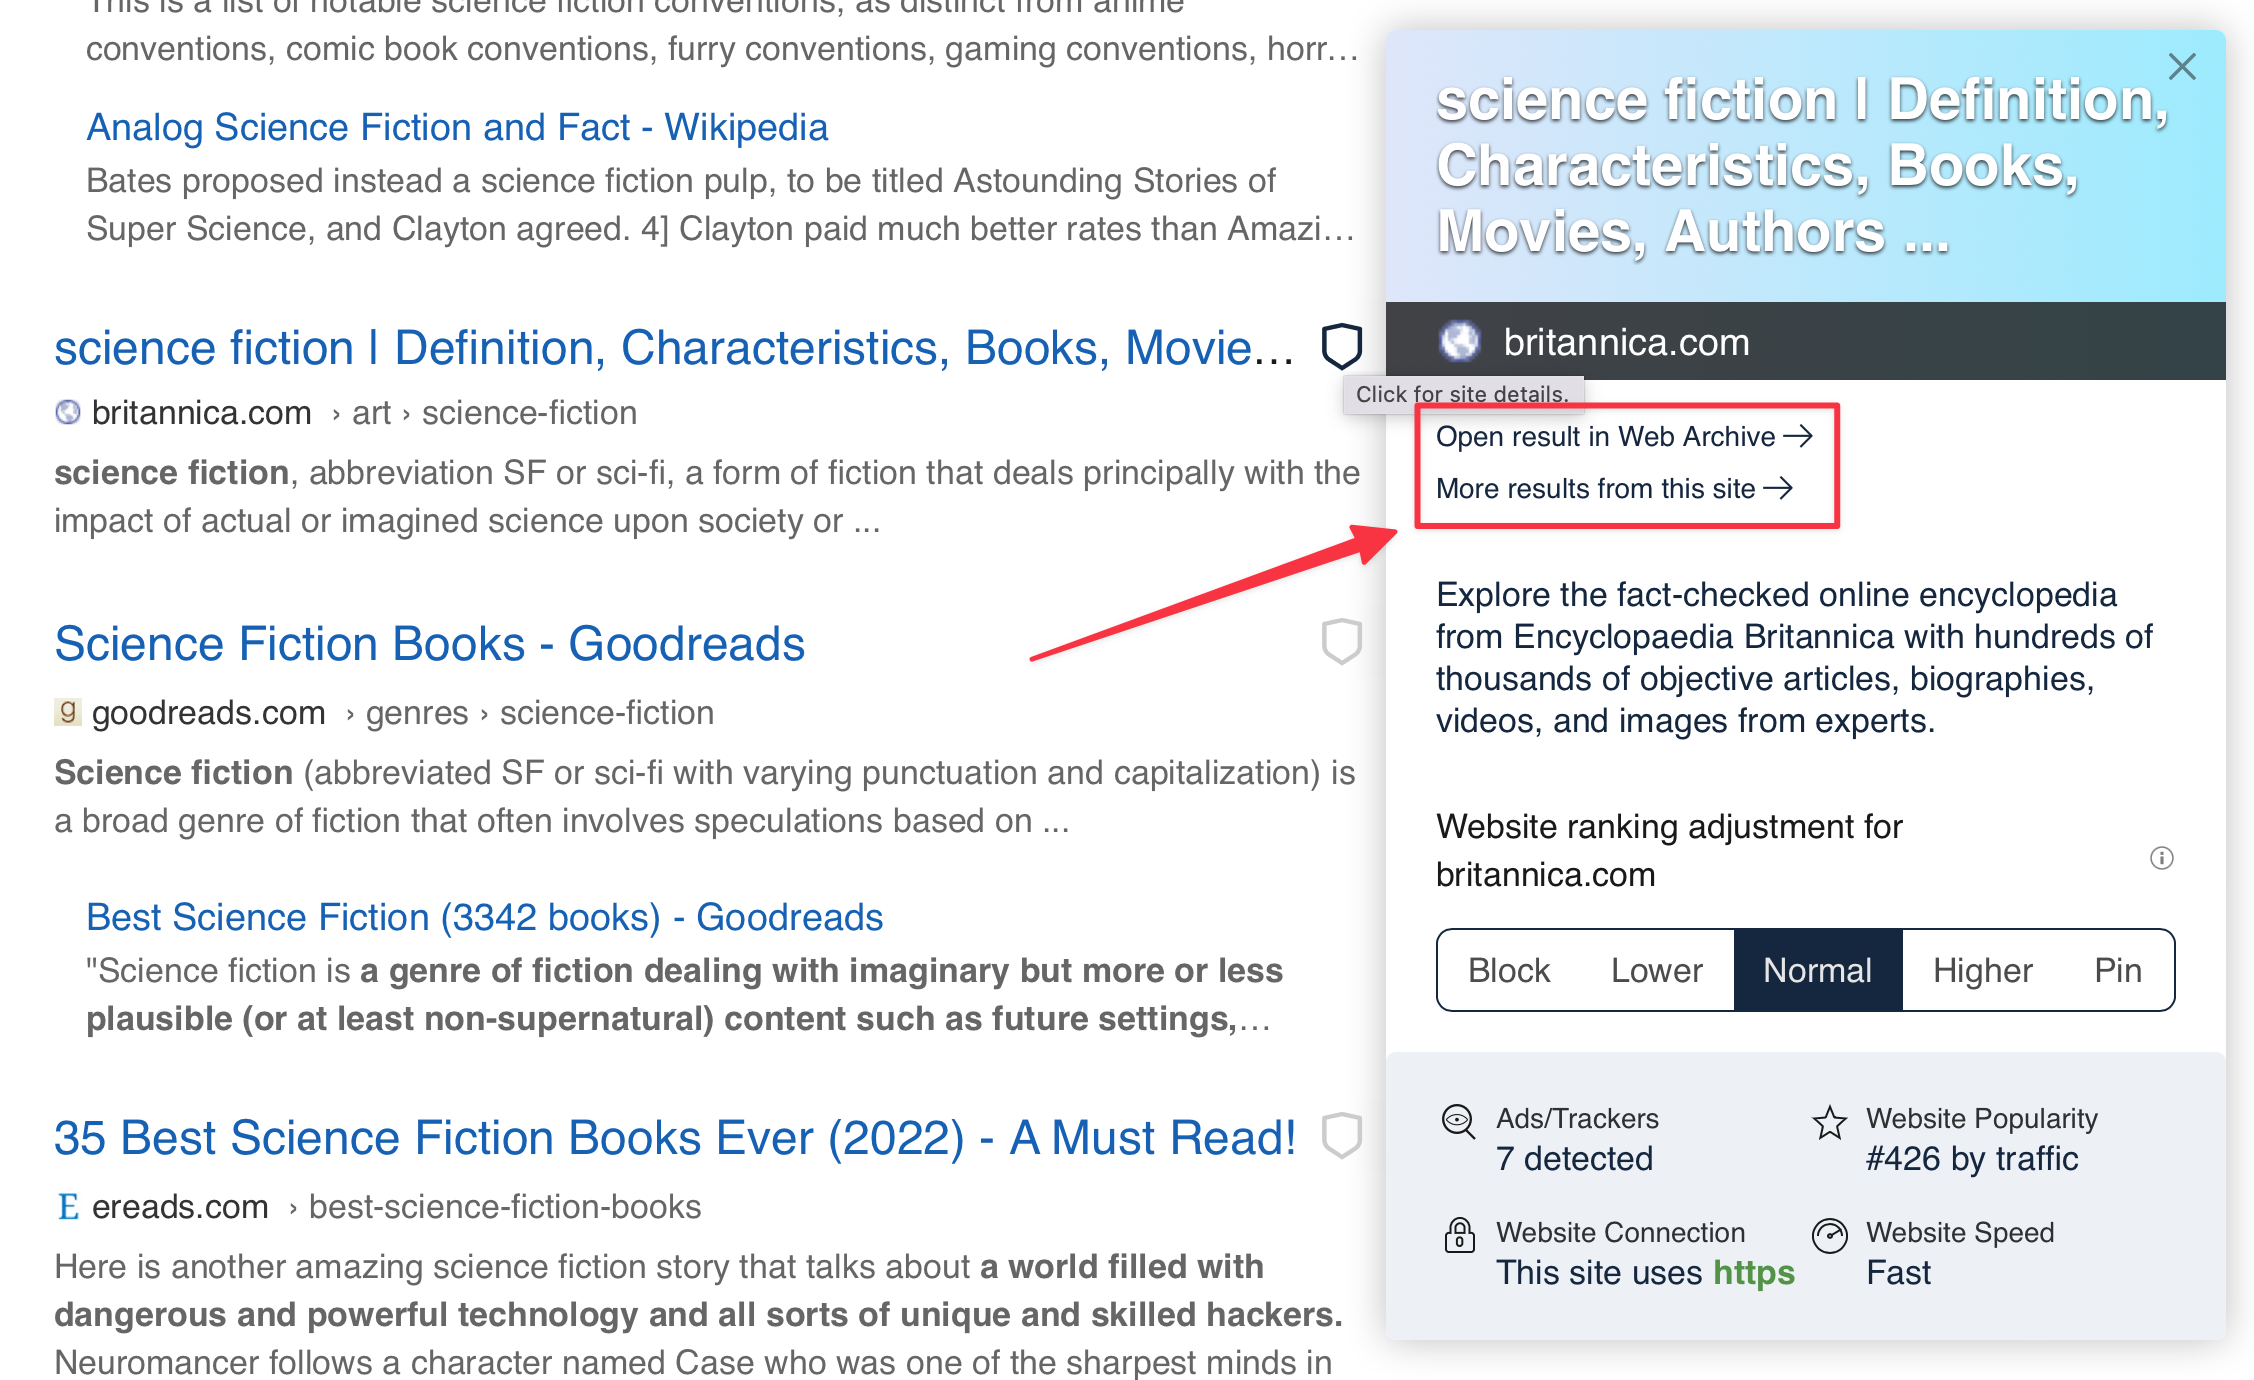 This is a list of notable science fiction conventions, as distinct from anime
conventions, comic book conventions, furry conventions, gaming conventions, horr…
Analog Science Fiction and Fact - Wikipedia
Bates proposed instead a science fiction pulp, to be titled Astounding Stories of
Super Science, and Clayton agreed. 4] Clayton paid much better rates than Amazi…
science fiction | Definition, Characteristics, Books, Movie…
britannica.com › art › science-fiction
science fiction, abbreviation SF or sci-fi, a form of fiction that deals principally with the
impact of actual or imagined science upon society or ...
Science Fiction Books - Goodreads
g goodreads.com › genres › science-fiction
Science fiction (abbreviated SF or sci-fi with varying punctuation and capitalization) is
a broad genre of fiction that often involves speculations based on ...
Best Science Fiction (3342 books) - Goodreads
"Science fiction is a genre of fiction dealing with imaginary but more or less
plausible (or at least non-supernatural) content such as future settings,…
35 Best Science Fiction Books Ever (2022) - A Must Read!
E ereads.com › best-science-fiction-books
Here is another amazing science fiction story that talks about a world filled with
dangerous and powerful technology and all sorts of unique and skilled hackers.
Neuromancer follows a character named Case who was one of the sharpest minds in
science fiction | Definition,
Characteristics, Books,
Movies, Authors ...
britannica.com
Click for site details.
Open result in Web Archive →
More results from this site →
Explore the fact-checked online encyclopedia
from Encyclopaedia Britannica with hundreds of
thousands of objective articles, biographies,
videos, and images from experts.
Website ranking adjustment for
britannica.com
Block Lower Normal Higher Pin
Ads/Trackers
7 detected
Website Popularity
#426 by traffic
Website Connection
This site uses https
Website Speed
Fast